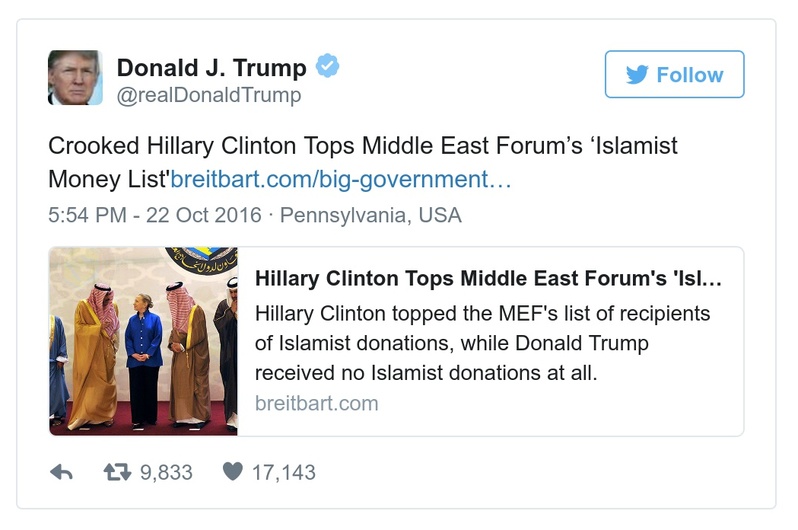 Donald J. Trump
@realDonaldTrump
Follow
Crooked Hillary Clinton Tops Middle East Forum’s ‘Islamist
Money List'breitbart.com/big-government…
5:54 PM - 22 Oct 2016 · Pennsylvania, USA
Hillary Clinton Tops Middle East Forum's 'Isl…
Hillary Clinton topped the MEF's list of recipients
of Islamist donations, while Donald Trump
received no Islamist donations at all.
breitbart.com
9,833
17,143